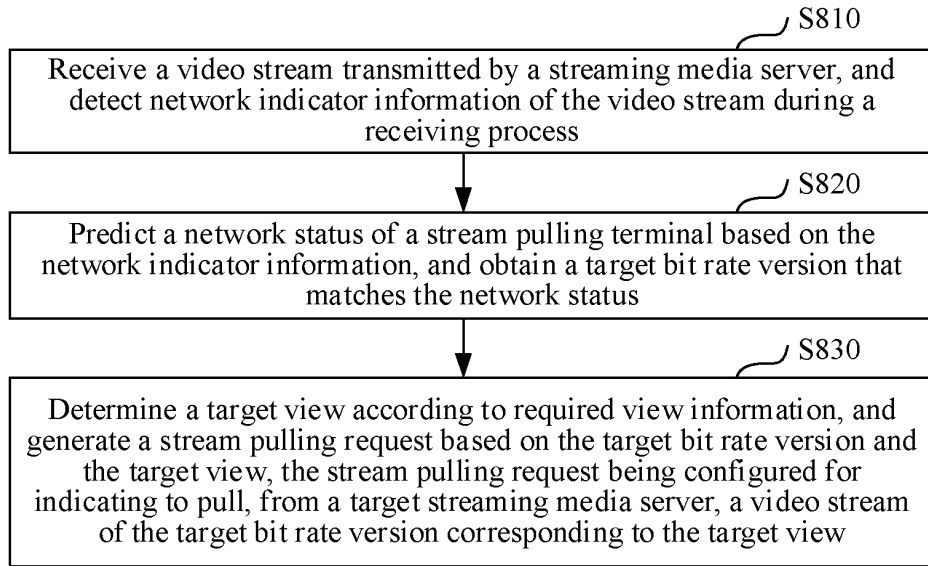 S810
Receive a video stream transmitted by a streaming media server, and
detect network indicator information of the video stream during a
receiving process
S820
Predict a network status of a stream pulling terminal based on the
network indicator information, and obtain a target bit rate version that
matches the network status
S830
Determine a target view according to required view information, and
generate a stream pulling request based on the target bit rate version and
the target view, the stream pulling request being configured for
indicating to pull, from a target streaming media server, a video stream
of the target bit rate version corresponding to the target view